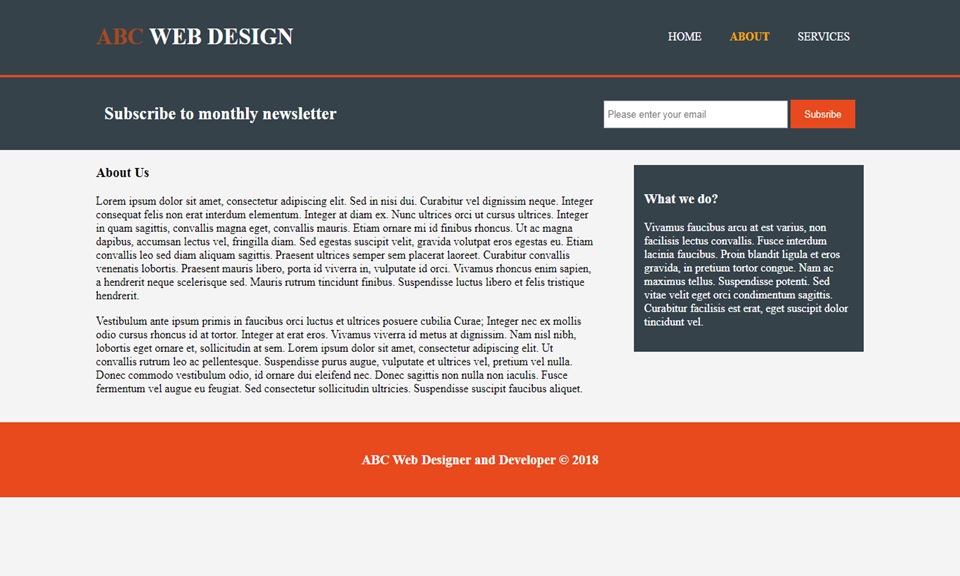 ABC WEB DESIGN
HOME ABOUT SERVICES
Subscribe to monthly newsletter
Please enter your email
Subsribe
About Us
Lorem ipsum dolor sit amet, consectetur adipiscing elit. Sed in nisi dui. Curabitur vel dignissim neque. Integer
consequat felis non erat interdum elementum. Integer at diam ex. Nunc ultrices orci ut cursus ultrices. Integer
in quam sagittis, convallis magna eget, convallis mauris. Etiam ornare mi id finibus rhoncus. Ut ac magna
dapibus, accumsan lectus vel, fringilla diam. Sed egestas suscipit velit, gravida volutpat eros egestas eu. Etiam
convallis leo sed diam aliquam sagittis. Praesent ultrices semper sem placerat laoreet. Curabitur convallis
venenatis lobortis. Praesent mauris libero, porta id viverra in, vulputate id orci. Vivamus rhoncus enim sapien,
a hendrerit neque scelerisque sed. Mauris rutrum tincidunt finibus. Suspendisse luctus libero et felis tristique
hendrerit.
Vestibulum ante ipsum primis in faucibus orci luctus et ultrices posuere cubilia Curae; Integer nec ex mollis
odio cursus rhoncus id at tortor. Integer at erat eros. Vivamus viverra id metus at dignissim. Nam nisl nibh,
lobortis eget ornare et, sollicitudin at sem. Lorem ipsum dolor sit amet, consectetur adipiscing elit. Ut
convallis rutrum leo ac pellentesque. Suspendisse purus augue, vulputate et ultrices vel, pretium vel nulla.
Donec commodo vestibulum odio, id ornare dui eleifend nec. Donec sagittis non nulla non iaculis. Fusce
fermentum vel augue eu feugiat. Sed consectetur sollicitudin ultricies. Suspendisse suscipit faucibus aliquet.
What we do?
Vivamus faucibus arcu at est varius, non
facilisis lectus convallis. Fusce interdum
lacinia faucibus. Proin blandit ligula et eros
gravida, in pretium tortor congue. Nam ac
maximus tellus. Suspendisse potenti. Sed
vitae velit eget orci condimentum sagittis.
Curabitur facilisis est erat, eget suscipit dolor
tincidunt vel.
ABC Web Designer and Developer © 2018